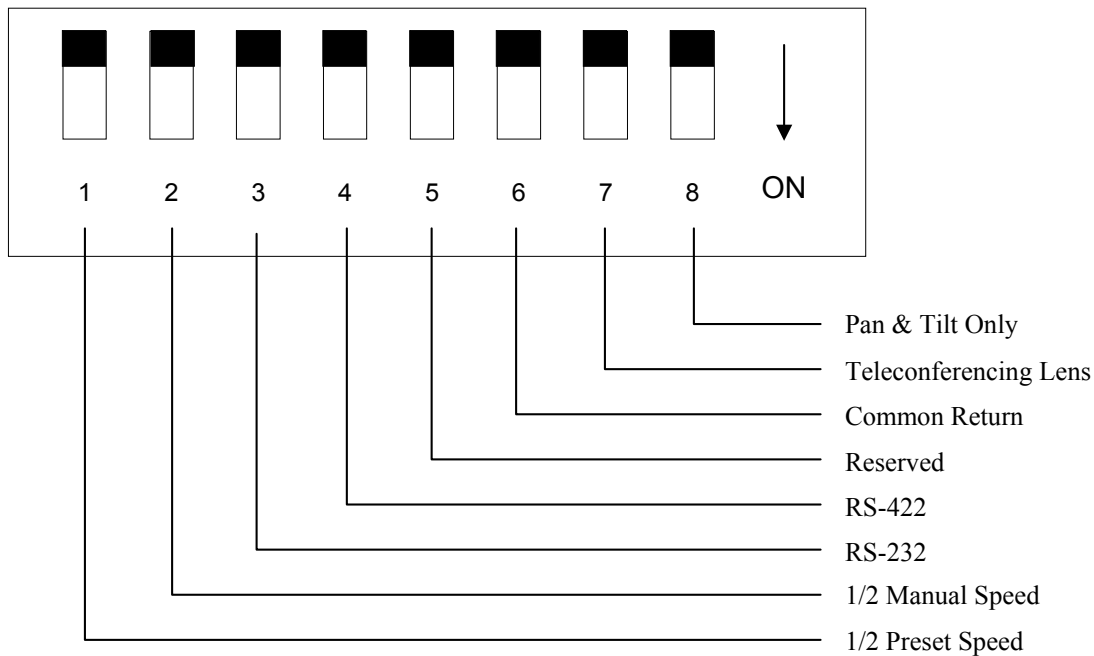 1 2 3 4 5 6 7 8 ON
Pan & Tilt Only
Teleconferencing Lens
Common Return
Reserved
RS-422
RS-232
1/2 Manual Speed
1/2 Preset Speed